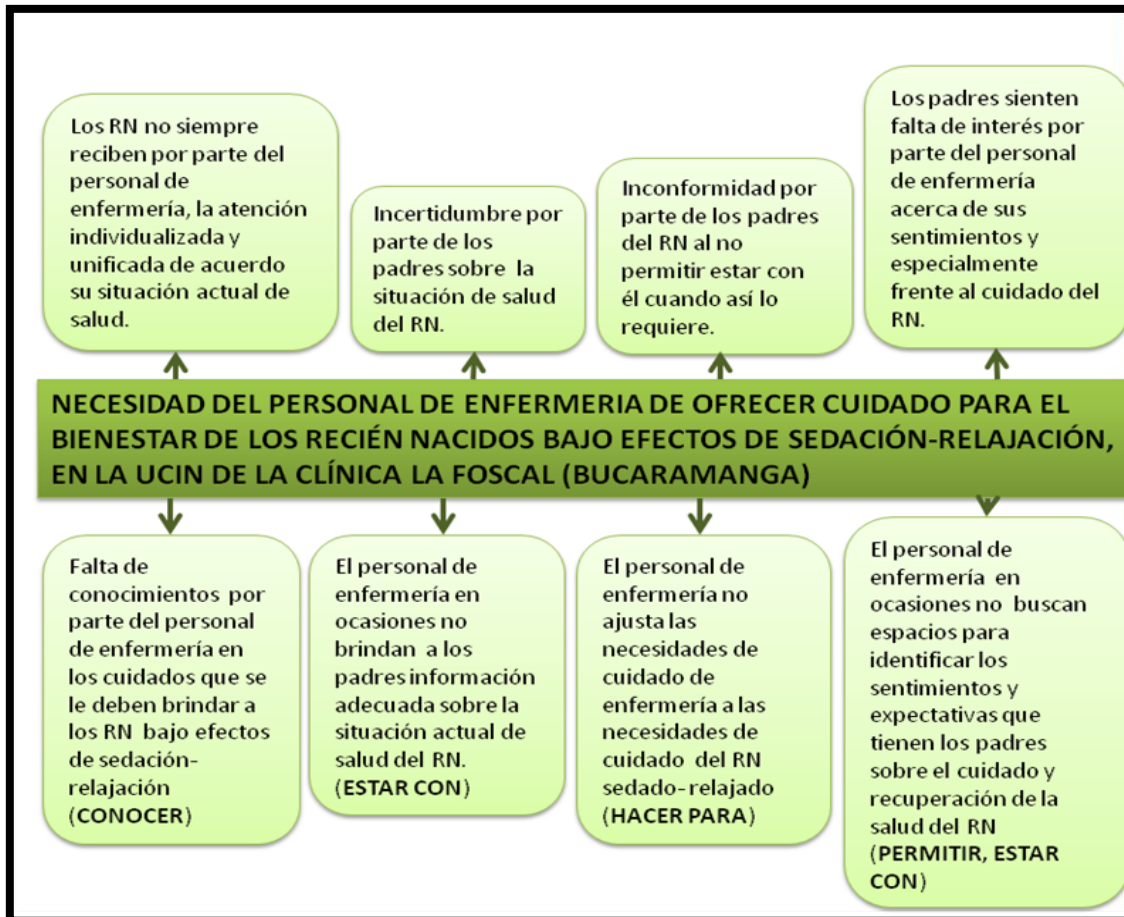 Los RN no siempre
reciben por parte del
personal de
enfermería, la atención
individualizada y
unificada de acuerdo
su situación actual de
salud.
Incertidumbre por
parte de los
padres sobre la
situación de salud
del RN.
Inconformidad por
parte de los padres
del RN al no
permitir estar con
él cuando así lo
requiere.
Los padres sienten
falta de interés por
parte del personal
de enfermería
acerca de sus
sentimientos y
especialmente
frente al cuidado del
RN.
NECESIDAD DEL PERSONAL DE ENFERMERIA DE OFRECER CUIDADO PARA EL
BIENESTAR DE LOS RECIÉN NACIDOS BAJO EFECTOS DE SEDACIÓN-RELAJACIÓN,
EN LA UCIN DE LA CLÍNICA LA FOSCAL (BUCARAMANGA)
Falta de
conocimientos por
parte del personal
de enfermería en
los cuidados que se
le deben brindar a
los RN bajo efectos
de sedación-
relajación
(CONOCER)
El personal de
enfermería en
ocasiones no
brindan a los
padres información
adecuada sobre la
situación actual de
salud del RN.
(ESTAR CON)
El personal de
enfermería no
ajusta las
necesidades de
cuidado de
enfermería a las
necesidades de
cuidado del RN
sedado-relajado
(HACER PARA)
El personal de
enfermería en
ocasiones no buscan
espacios para
identificar los
sentimientos y
expectativas que
tienen los padres
sobre el cuidado y
recuperación de la
salud del RN
(PERMITIR, ESTAR
CON)